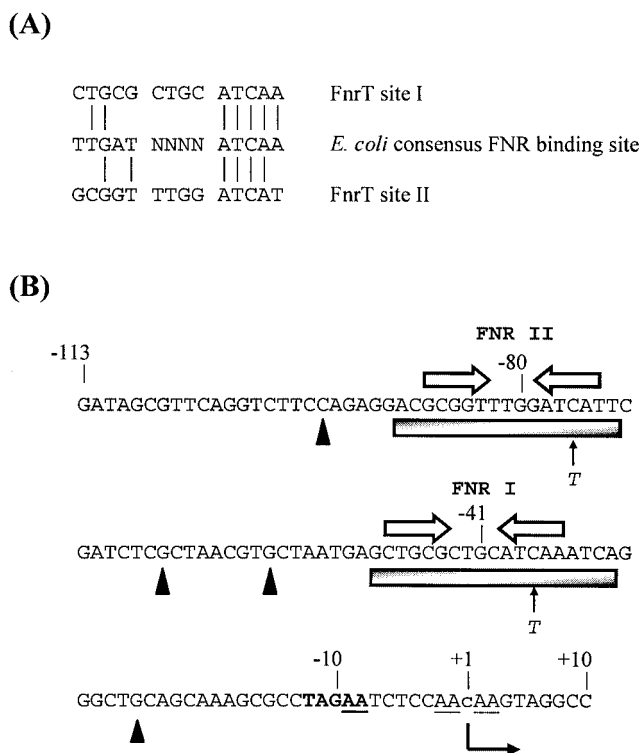 (A)
CTGCG CTGC ATCAA FnrT site I
TTGAT NNNN ATCAA E. coli consensus FNR binding site
GCGGT TTGG ATCAT FnrT site II
(B)
FNR II
-113 -80
GATAGCGTTCAGGTCTTCCAGAGGACGCGGTTTGGATCATTC
T
FNR I
-41
GATCTCGCTAACGTGCTAATGAGCTGCGCTGCATCAAATCAG
T
-10 +1 +10
GGCTGCAGCAAAGCGCCTAGAATCTCCAAcAAGTAGGCC